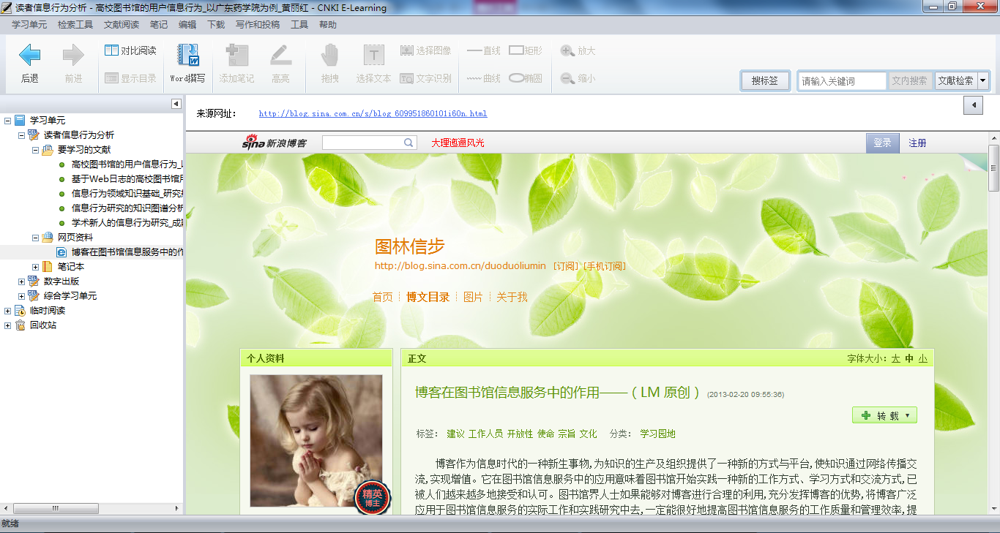 读者信息行为分析 - 高校图书馆的用户信息行为_以广东药学院为例_黄丽红 - CNKI E-Learning
学习单元 检索工具 文献阅读 笔记 编辑 下载 写作和投稿 工具 帮助
后退 前进 对比阅读 显示目录 Word撰写 添加笔记 高亮 拖拽 选择文本 选择图像 文字识别 直线 矩形 曲线 椭圆 放大 缩小
搜标签 请输入关键词 文内搜索 文献检索
学习单元
读者信息行为分析
要学习的文献
高校图书馆的用户信息行为_
基于Web日志的高校图书馆用
信息行为领域知识基础_研究
信息行为研究的知识图谱分析
学术新人的信息行为研究_成
网页资料
博客在图书馆信息服务中的作
笔记本
数字出版
综合学习单元
临时阅读
回收站
来源网址: http://blog.sina.com.cn/s/blog_609951860101i60n.html
sina 新浪博客 大理迤逦风光 登录 注册
图林信步
http://blog.sina.com.cn/duoduoliumin [订阅] [手机订阅]
首页 博文目录 图片 关于我
个人资料
精英
博主
正文 字体大小: 大 中 小
博客在图书馆信息服务中的作用——(LM 原创) (2013-02-20 09:55:36)
转载
标签: 建议 工作人员 开放性 使命 宗旨 文化 分类: 学习园地
博客作为信息时代的一种新生事物,为知识的生产及组织提供了一种新的方式与平台,使知识通过网络传播交
流,实现增值。它在图书馆信息服务中的应用意味着图书馆开始实践一种新的工作方式、学习方式和交流方式,已
被人们越来越多地接受和认可。图书馆界人士如果能够对博客进行合理的利用,充分发挥博客的优势,将博客广泛
应用于图书馆信息服务的实际工作和实践研究中去,一定能很好地提高图书馆信息服务的工作质量和管理效率,提
就绪